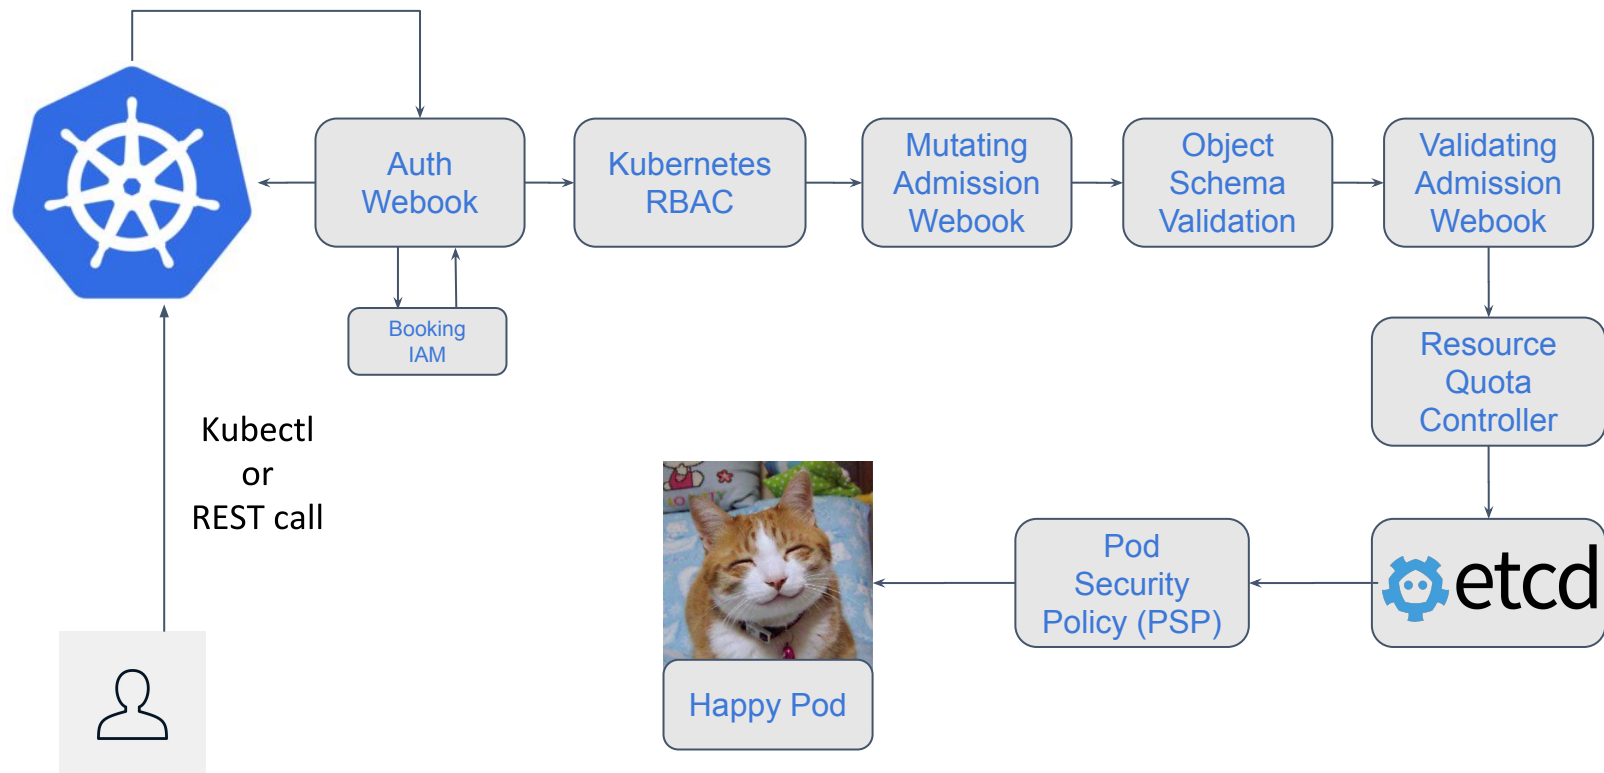 Auth
Webook
Kubernetes
RBAC
Mutating
Admission
Webook
Object
Schema
Validation
Validating
Admission
Webook
Booking
IAM
Resource
Quota
Controller
Kubectl
or
REST call
etcd
Pod
Security
Policy (PSP)
Happy Pod